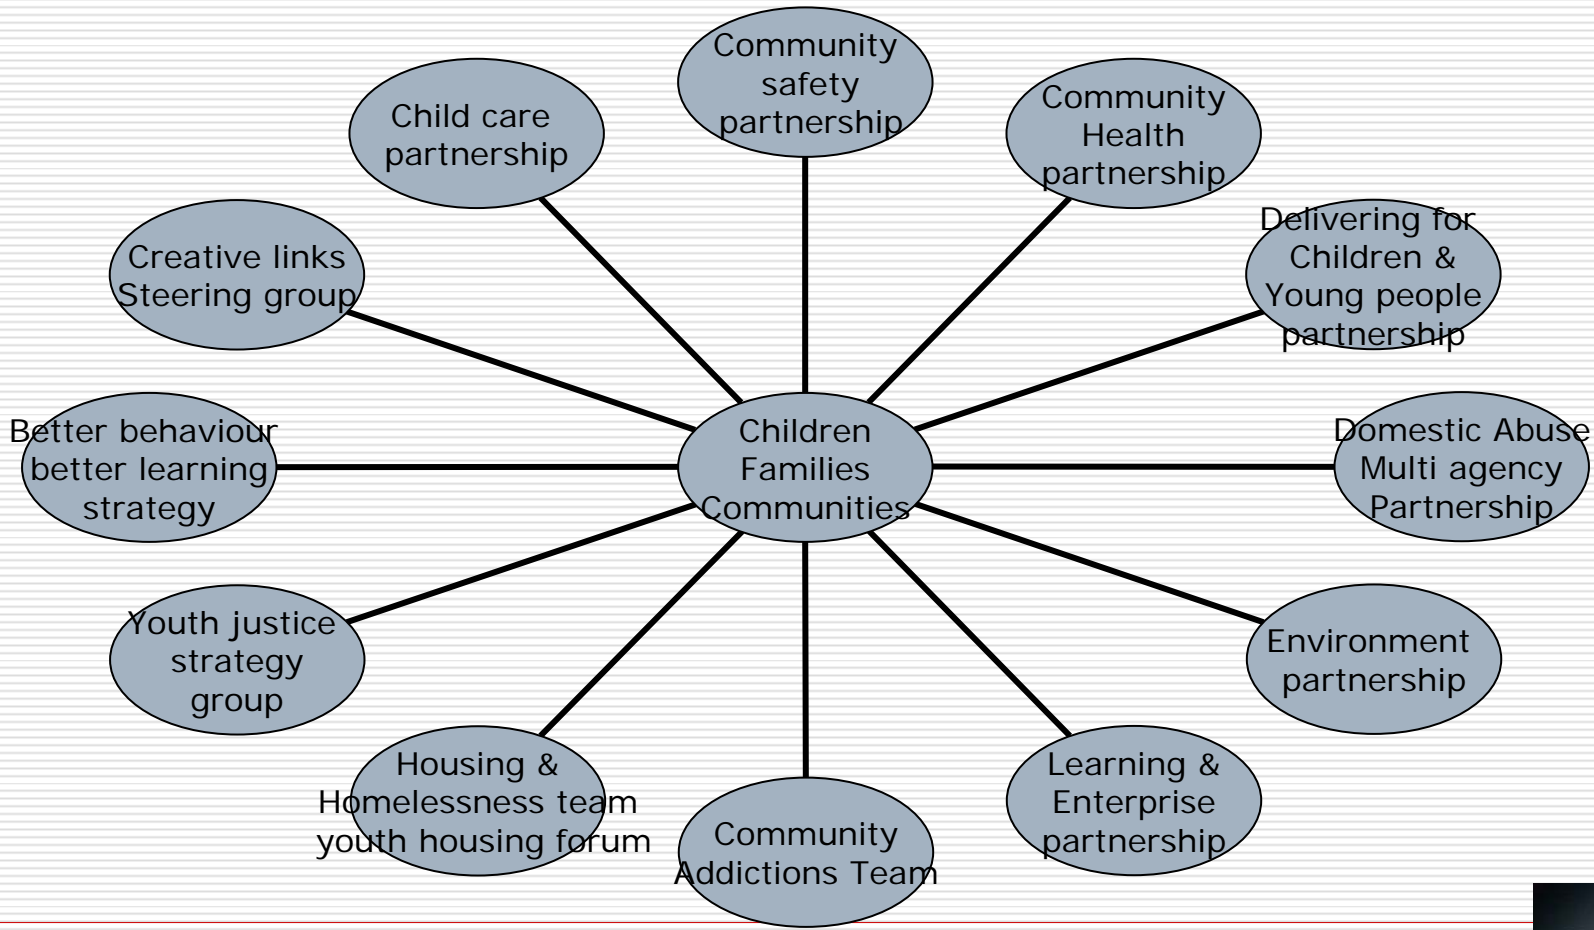 Community
safety
partnership
Child care
partnership
Community
Health
partnership
Creative links
Steering group
Delivering for
Children &
Young people
partnership
Better behaviour
better learning
strategy
Children
Families
Communities
Domestic Abuse
Multi agency
Partnership
Youth justice
strategy
group
Environment
partnership
Housing &
Homelessness team
youth housing forum
Community
Addictions Team
Learning &
Enterprise
partnership